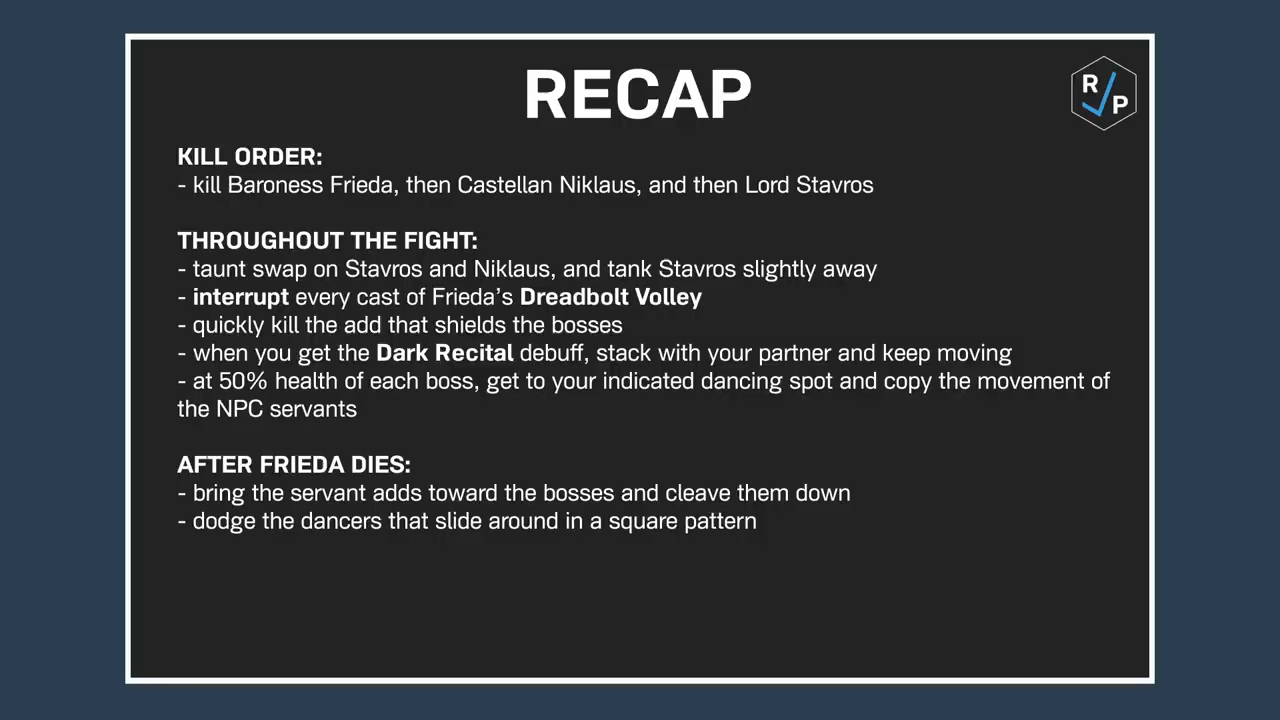 RECAP
R P
KILL ORDER:
- kill Baroness Frieda, then Castellan Niklaus, and then Lord Stavros
THROUGHOUT THE FIGHT:
- taunt swap on Stavros and Niklaus, and tank Stavros slightly away
- interrupt every cast of Frieda’s Dreadbolt Volley
- quickly kill the add that shields the bosses
- when you get the Dark Recital debuff, stack with your partner and keep moving
- at 50% health of each boss, get to your indicated dancing spot and copy the movement of
the NPC servants
AFTER FRIEDA DIES:
- bring the servant adds toward the bosses and cleave them down
- dodge the dancers that slide around in a square pattern